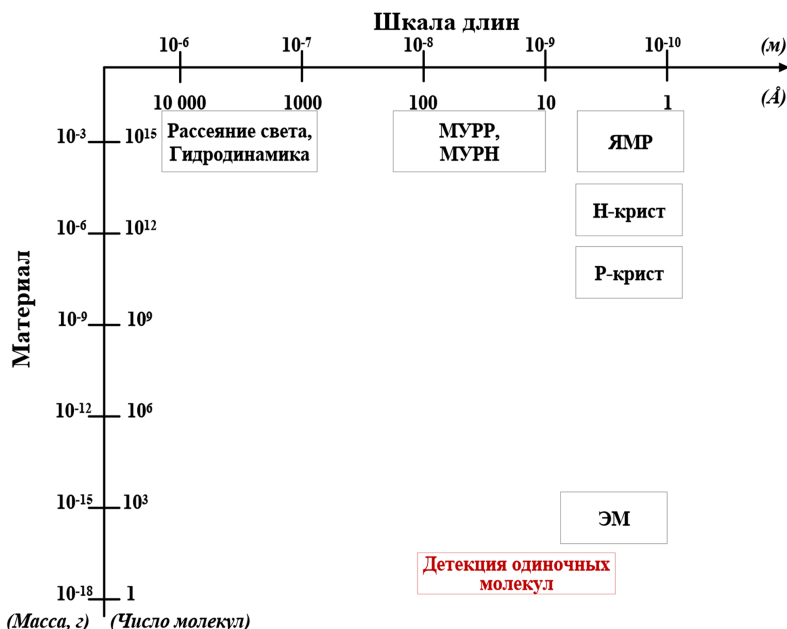 Шкала длин
10⁻⁶ 10⁻⁷ 10⁻⁸ 10⁻⁹ 10⁻¹⁰ (м)
10 000 1000 100 10 1 (Å)
Рассеяние света,
Гидродинамика
МУРР,
МУРН
ЯМР
10⁻³ 10¹⁵
Н-крист
10⁻⁶ 10¹²
Р-крист
Материал
10⁻⁹ 10⁹
10⁻¹² 10⁶
10⁻¹⁵ 10³
ЭМ
Детекция одиночных
молекул
10⁻¹⁸ 1
(Масса, г) (Число молекул)